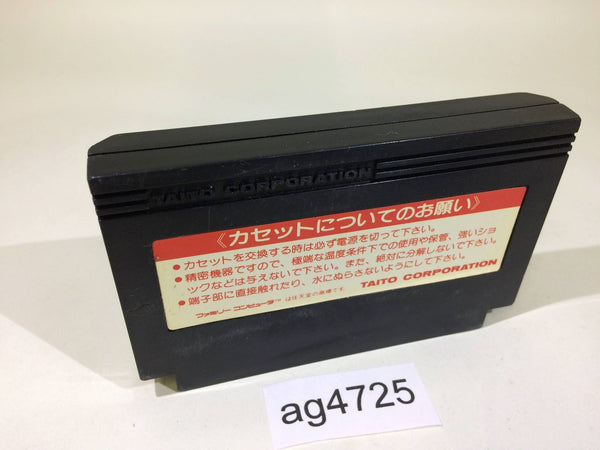 TAITO CORPORATION
《カセットについてのお願い》
●カセットを交換する時は必ず電源を切って下さい。
●精密機器ですので、極端な温度条件下での使用や保管、強いショ
ックなどは与えないで下さい。また、絶対に分解しないで下さい。
●端子部に直接触れたり、水にぬらさないようにして下さい。
ファミリーコンピュータ™は任天堂の商標です。
TAITO CORPORATION
ag4725